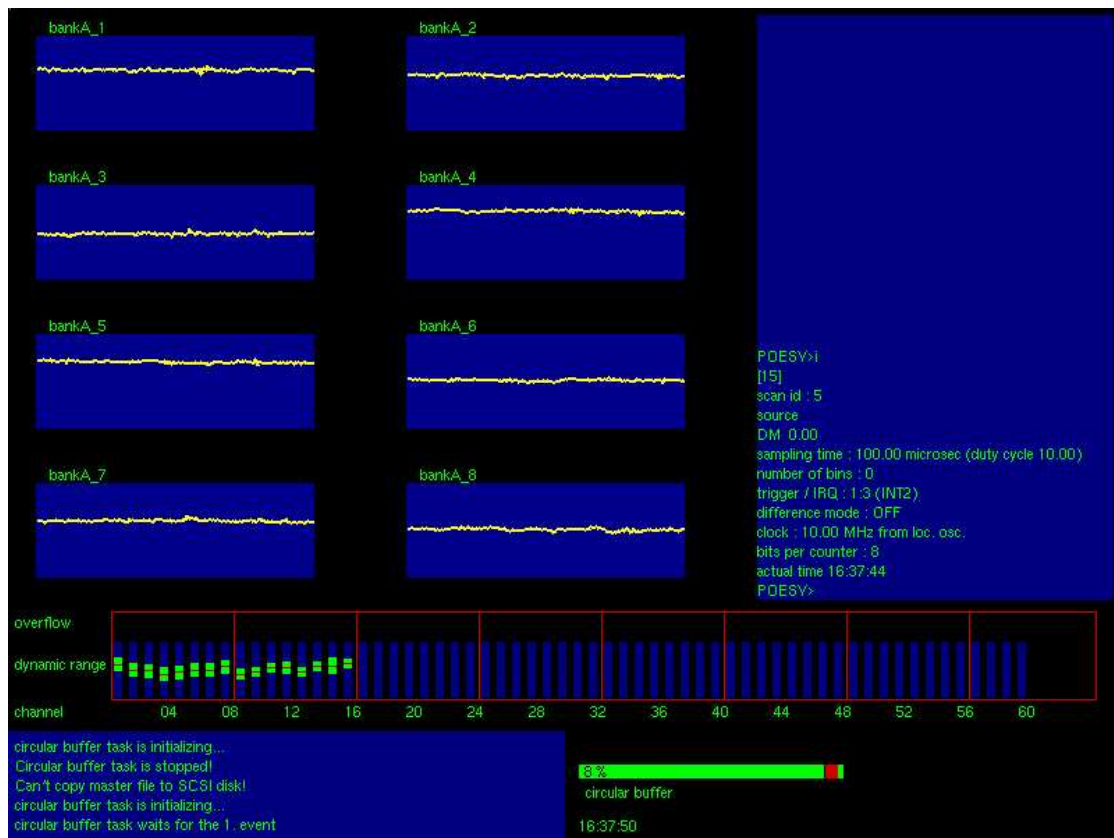 bankA_1
bankA_2
bankA_3
bankA_4
bankA_5
bankA_6
bankA_7
bankA_8
POESY>i
[15]
scan id : 5
source
DM 0.00
sampling time : 100.00 microsec (duty cycle 10.00)
number of bins : 0
trigger / IRQ : 1:3 (INT2)
difference mode : OFF
clock : 10.00 MHz from loc. osc.
bits per counter : 8
actual time 16:37:44
POESY>
overflow
dynamic range
channel 04 08 12 16 20 24 28 32 36 40 44 48 52 56 60
circular buffer task is initializing...
Circular buffer task is stopped!
Can't copy master file to SCSI disk!
circular buffer task is initializing...
circular buffer task waits for the 1. event
8 %
circular buffer
16:37:50